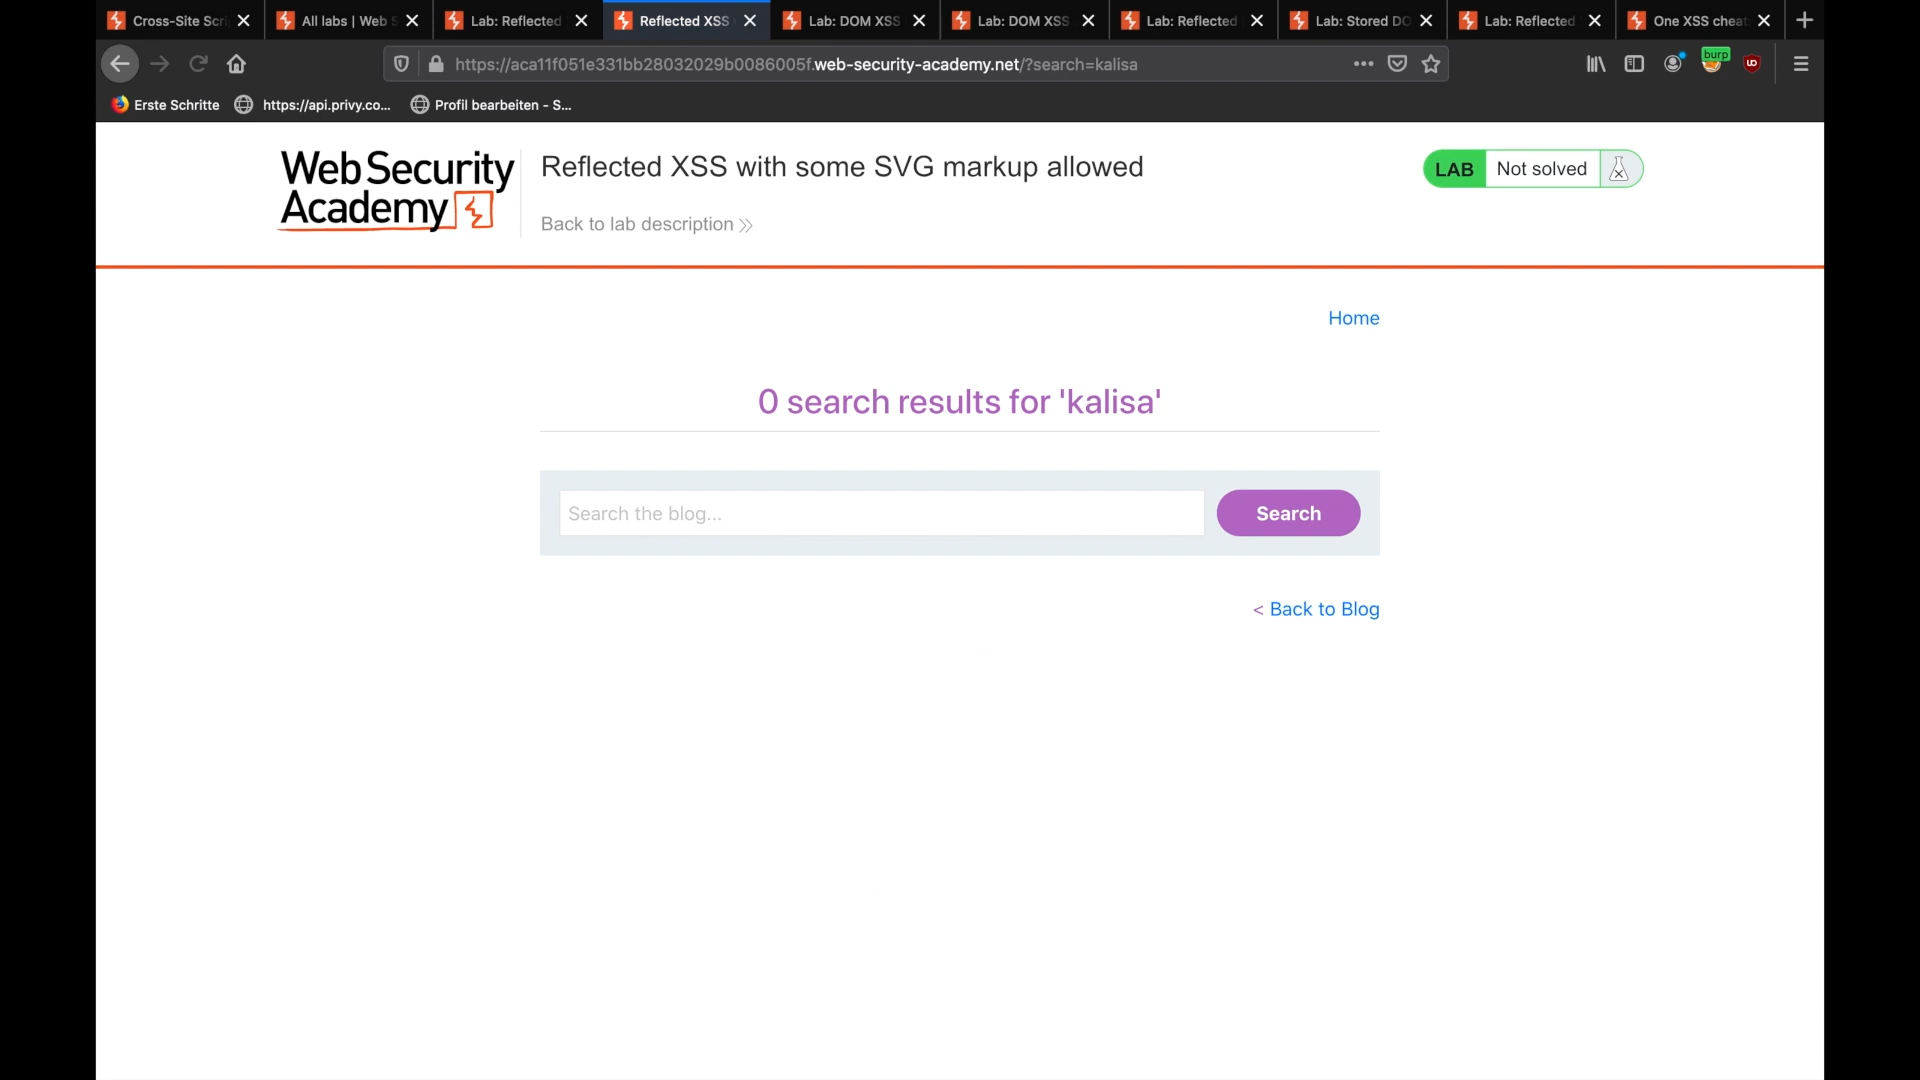 Cross-Site Scri
All labs | Web S
Lab: Reflected
Reflected XSS
Lab: DOM XSS
Lab: DOM XSS
Lab: Reflected
Lab: Stored DO
Lab: Reflected
One XSS cheat
https://aca11f051e331bb28032029b0086005f.web-security-academy.net/?search=kalisa
burp
Erste Schritte
https://api.privy.co...
Profil bearbeiten - S...
Web Security
Academy
Reflected XSS with some SVG markup allowed
Back to lab description
LAB
Not solved
Home
0 search results for 'kalisa'
Search the blog...
Search
< Back to Blog